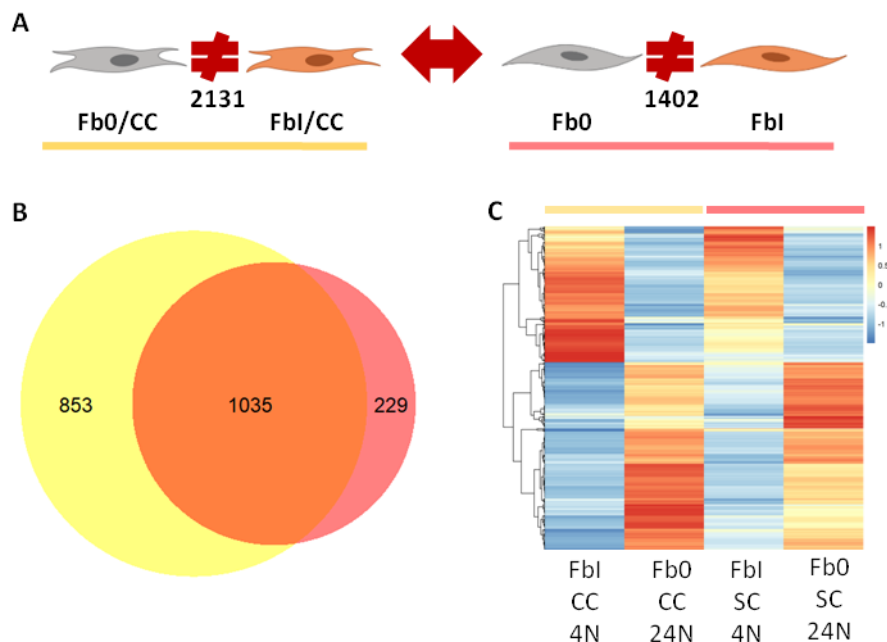 A
2131
1402
Fb0/CC
FbI/CC
Fb0
FbI
B
853
1035
229
C
1
0.5
0
-0.
-1
FbI
CC
4N
Fb0
CC
24N
FbI
SC
4N
Fb0
SC
24N